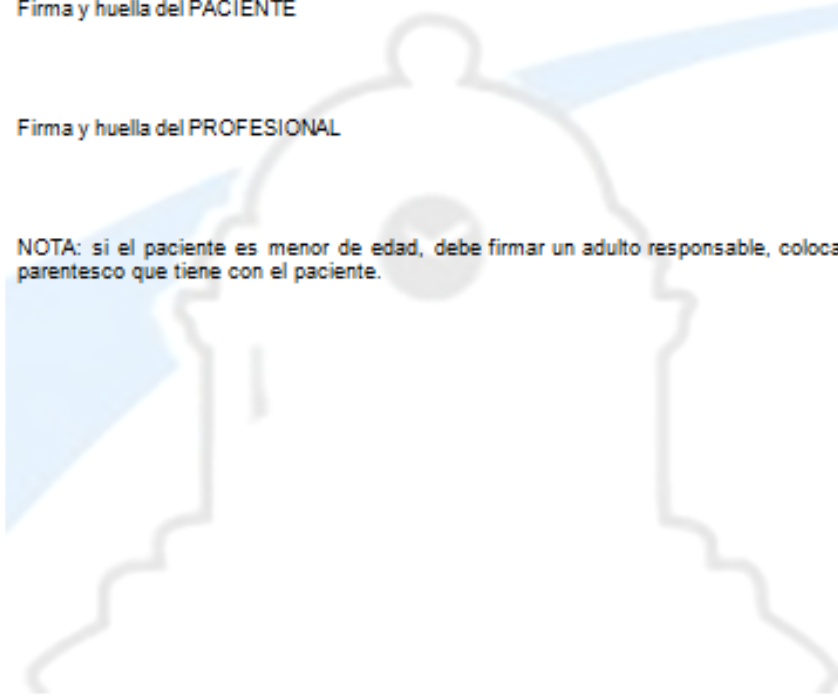 Firma y huella del PACIENTE
Firma y huella del PROFESIONAL
NOTA: si el paciente es menor de edad, debe firmar un adulto responsable, coloca
parentesco que tiene con el paciente.